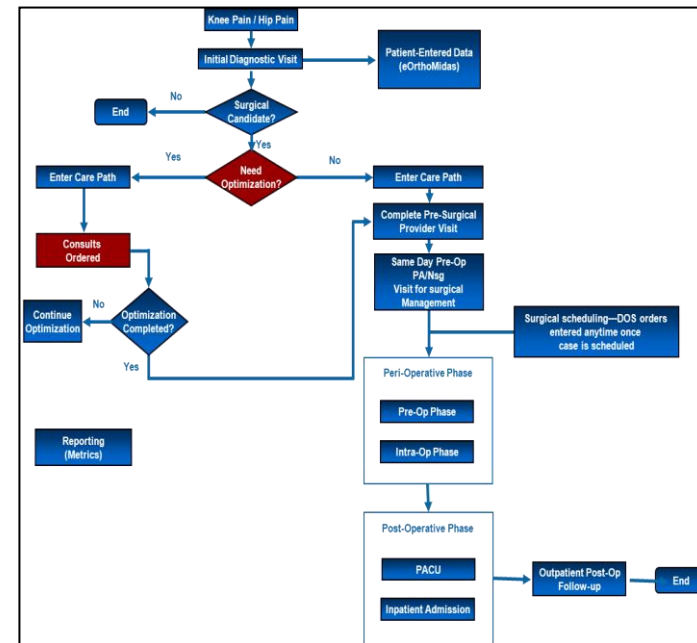 Knee Pain / Hip Pain
Initial Diagnostic Visit
Patient-Entered Data
(eOrthoMidas)
No
Surgical
Candidate?
End
Yes
Yes
Need
Optimization?
No
Enter Care Path
Enter Care Path
Consults
Ordered
Complete Pre-Surgical
Provider Visit
Same Day Pre-Op
PA/Nsg
Visit for surgical
Management
Continue
Optimization
No
Optimization
Completed?
Yes
Surgical scheduling—DOS orders
entered anytime once
case is scheduled
Peri-Operative Phase
Pre-Op Phase
Intra-Op Phase
Reporting
(Metrics)
Post-Operative Phase
PACU
Inpatient Admission
Outpatient Post-Op
Follow-up
End